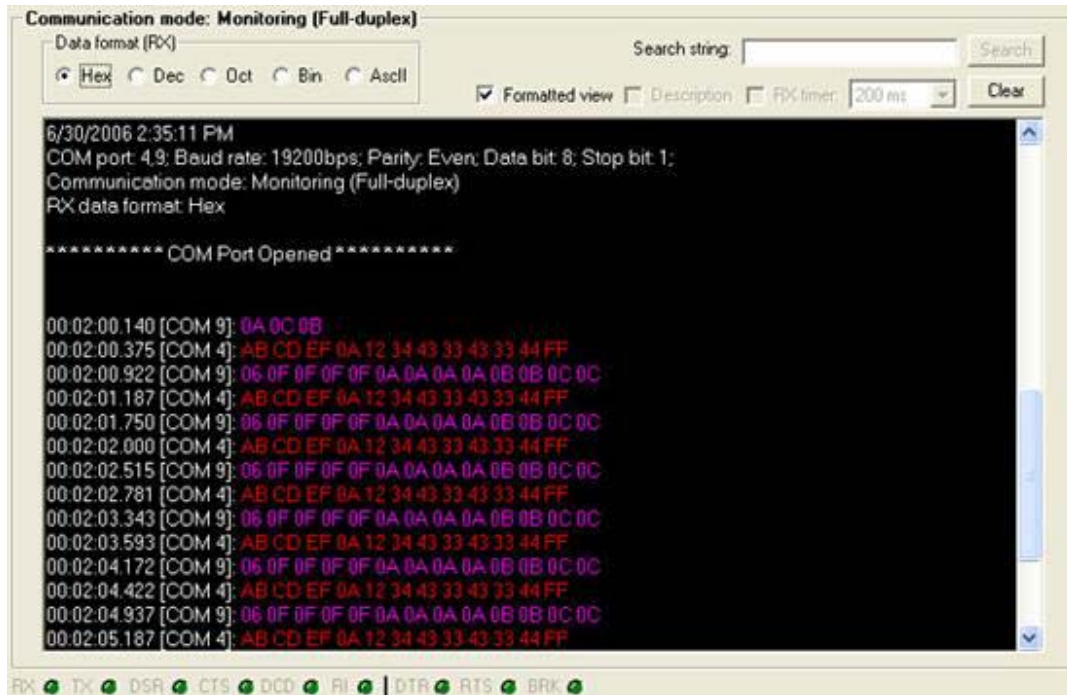 Communication mode: Monitoring (Full-duplex)
Data format (RX)
Hex Dec Oct Bin AscII
Search string:
Search
Formatted view Description RX timer: 200 ms
Clear
6/30/2006 2:35:11 PM
COM port: 4,9; Baud rate: 19200bps; Parity: Even; Data bit: 8; Stop bit: 1;
Communication mode: Monitoring (Full-duplex)
RX data format: Hex
********** COM Port Opened **********
00:02:00.140 [COM 9]: 0A 0C 0B
00:02:00.375 [COM 4]: AB CD EF 0A 12 34 43 33 43 33 44 FF
00:02:00.922 [COM 9]: 06 0F 0F 0F 0F 0A 0A 0A 0A 0B 0B 0C 0C
00:02:01.187 [COM 4]: AB CD EF 0A 12 34 43 33 43 33 44 FF
00:02:01.750 [COM 9]: 06 0F 0F 0F 0F 0A 0A 0A 0A 0B 0B 0C 0C
00:02:02.000 [COM 4]: AB CD EF 0A 12 34 43 33 43 33 44 FF
00:02:02.515 [COM 9]: 06 0F 0F 0F 0F 0A 0A 0A 0A 0B 0B 0C 0C
00:02:02.781 [COM 4]: AB CD EF 0A 12 34 43 33 43 33 44 FF
00:02:03.343 [COM 9]: 06 0F 0F 0F 0F 0A 0A 0A 0A 0B 0B 0C 0C
00:02:03.593 [COM 4]: AB CD EF 0A 12 34 43 33 43 33 44 FF
00:02:04.172 [COM 9]: 06 0F 0F 0F 0F 0A 0A 0A 0A 0B 0B 0C 0C
00:02:04.422 [COM 4]: AB CD EF 0A 12 34 43 33 43 33 44 FF
00:02:04.937 [COM 9]: 06 0F 0F 0F 0F 0A 0A 0A 0A 0B 0B 0C 0C
00:02:05.187 [COM 4]: AB CD EF 0A 12 34 43 33 43 33 44 FF
RX TX DSR CTS DCD RI DTR RTS BRK